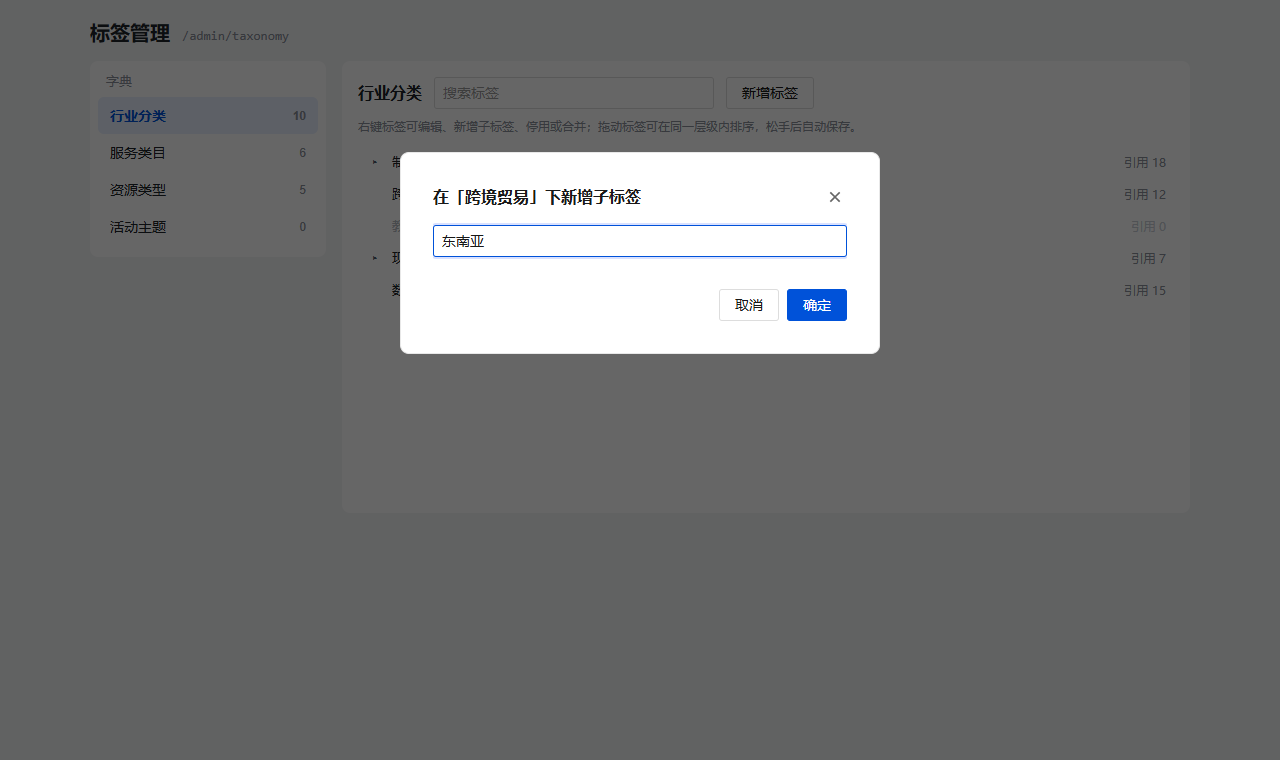 标签管理 /admin/taxonomy
字典
行业分类 10
服务类目 6
资源类型 5
活动主题 0
行业分类 搜索标签 新增标签
右键标签可编辑、新增子标签、停用或合并；拖动标签可在同一层级内排序，松手后自动保存。
引用 18
引用 12
引用 0
引用 7
引用 15
在「跨境贸易」下新增子标签
东南亚
取消 确定